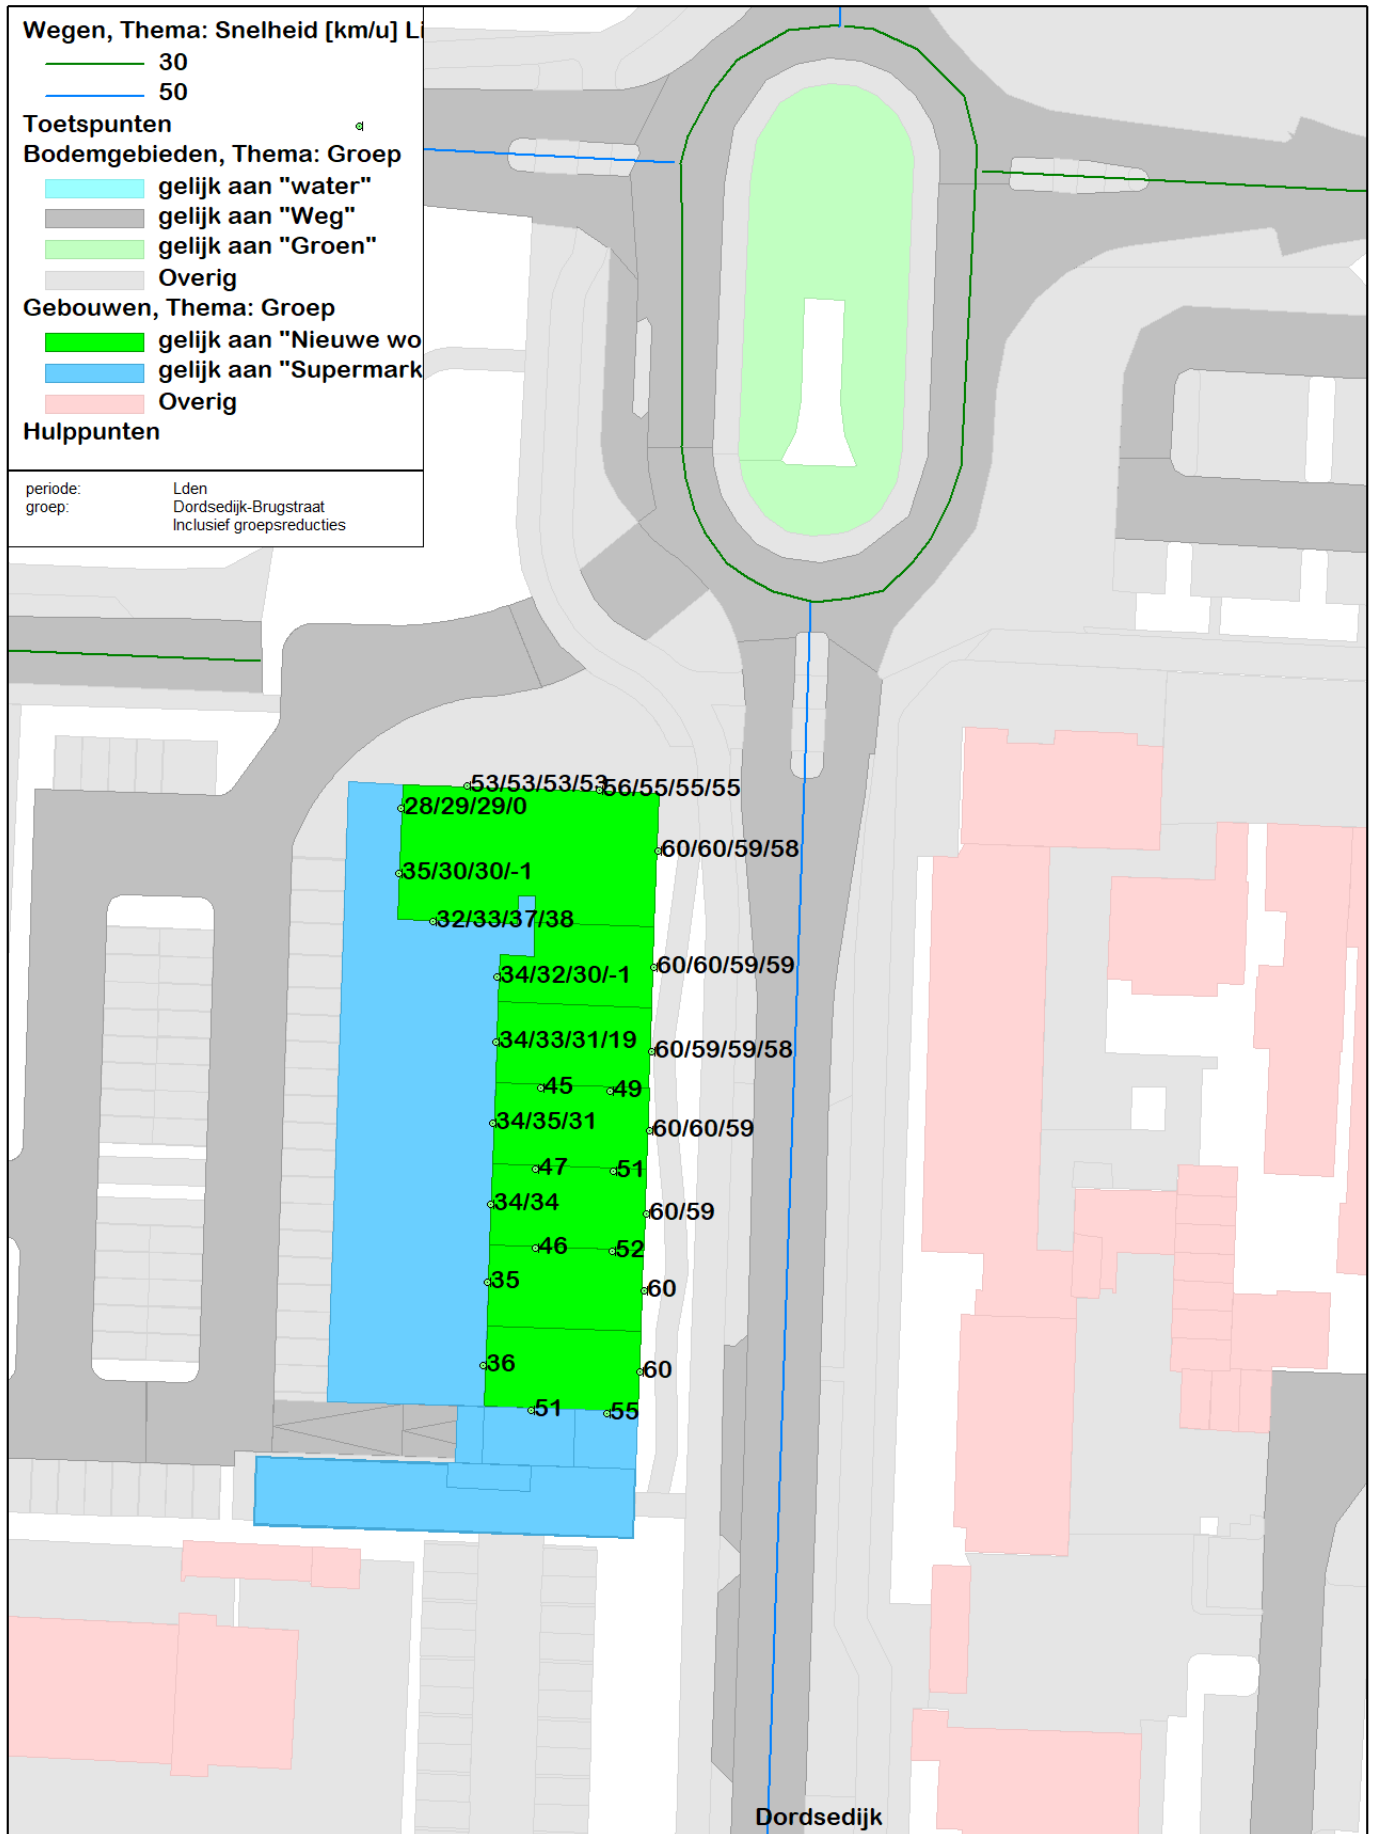 Wegen, Thema: Snelheid [km/u] Li
30
50
Toetspunten
Bodemgebieden, Thema: Groep
gelijk aan "water"
gelijk aan "Weg"
gelijk aan "Groen"
Overig
Gebouwen, Thema: Groep
gelijk aan "Nieuwe wo
gelijk aan "Supermark
Overig
Hulppunten
periode: Lden
groep: Dordsedijk-Brugstraat
Inclusief groepsreducties
53/53/53/53
56/55/55/55
28/29/29/0
60/60/59/58
35/30/30/-1
32/33/37/38
60/60/59/59
34/32/30/-1
34/33/31/19
60/59/59/58
45
49
34/35/31
60/60/59
47
51
34/34
60/59
46
52
35
60
36
60
51
55
Dordsedijk